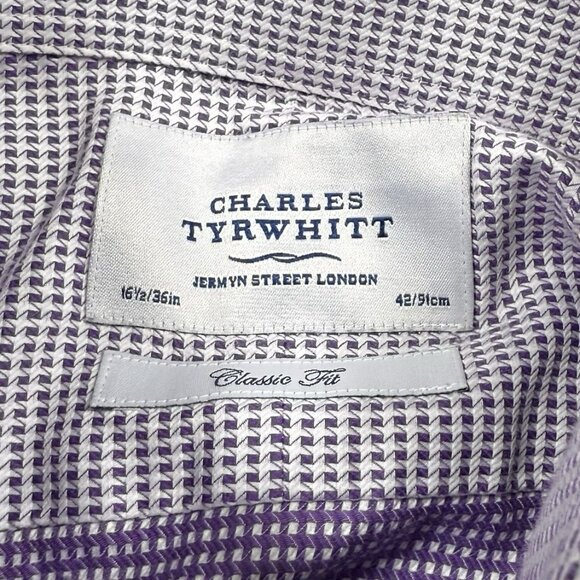 CHARLES
TYRWHITT
JERMYN STREET LONDON
16½/36in 42/91cm
Classic Fit